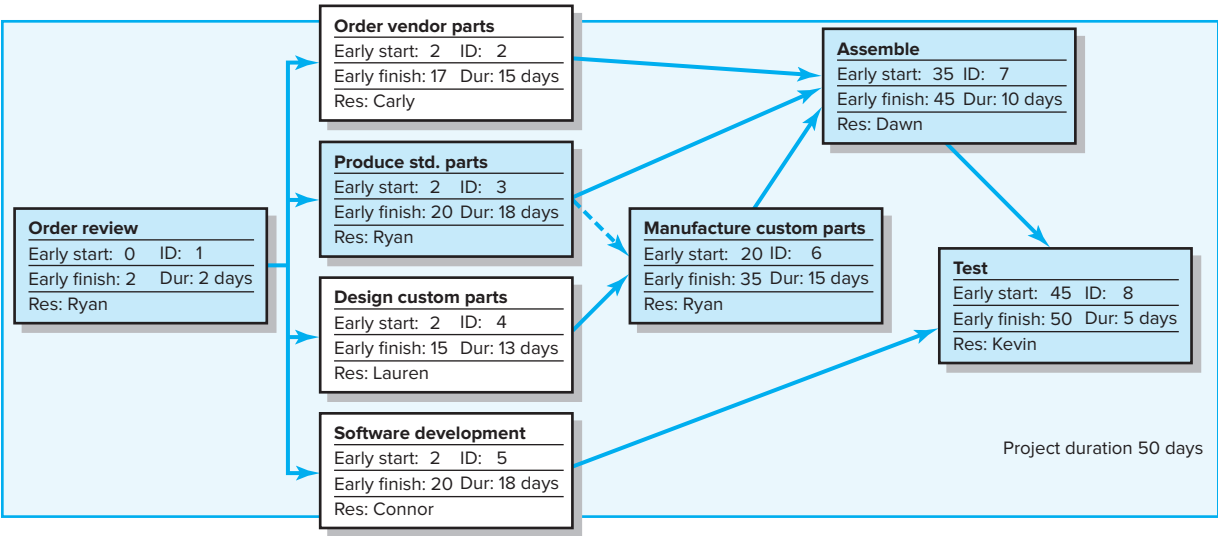 Order vendor parts
Early start: 2 ID: 2
Early finish: 17 Dur: 15 days
Res: Carly
Assemble
Early start: 35 ID: 7
Early finish: 45 Dur: 10 days
Res: Dawn
Produce std. parts
Early start: 2 ID: 3
Early finish: 20 Dur: 18 days
Res: Ryan
Order review
Early start: 0 ID: 1
Early finish: 2 Dur: 2 days
Res: Ryan
Manufacture custom parts
Early start: 20 ID: 6
Early finish: 35 Dur: 15 days
Res: Ryan
Design custom parts
Early start: 2 ID: 4
Early finish: 15 Dur: 13 days
Res: Lauren
Test
Early start: 45 ID: 8
Early finish: 50 Dur: 5 days
Res: Kevin
Software development
Early start: 2 ID: 5
Early finish: 20 Dur: 18 days
Res: Connor
Project duration 50 days